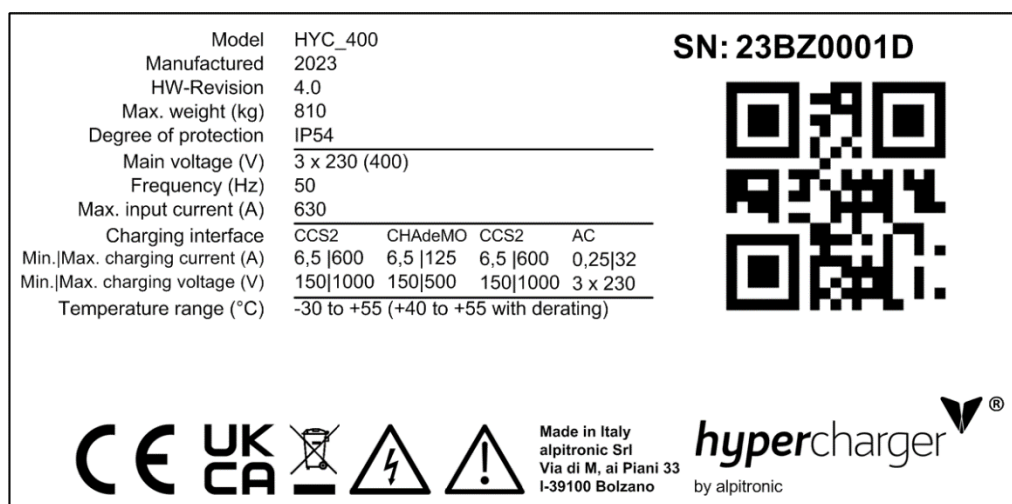 Model HYC_400
Manufactured 2023
HW-Revision 4.0
Max. weight (kg) 810
Degree of protection IP54
Main voltage (V) 3 x 230 (400)
Frequency (Hz) 50
Max. input current (A) 630
Charging interface CCS2 CHAdeMO CCS2 AC
Min.|Max. charging current (A) 6,5 |600 6,5 |125 6,5 |600 0,25|32
Min.|Max. charging voltage (V) 150|1000 150|500 150|1000 3 x 230
Temperature range (°C) -30 to +55 (+40 to +55 with derating)
SN: 23BZ0001D
CE
UK
CA
Made in Italy
alpitronic Srl
Via di M, ai Piani 33
I-39100 Bolzano
hypercharger ®
by alpitronic